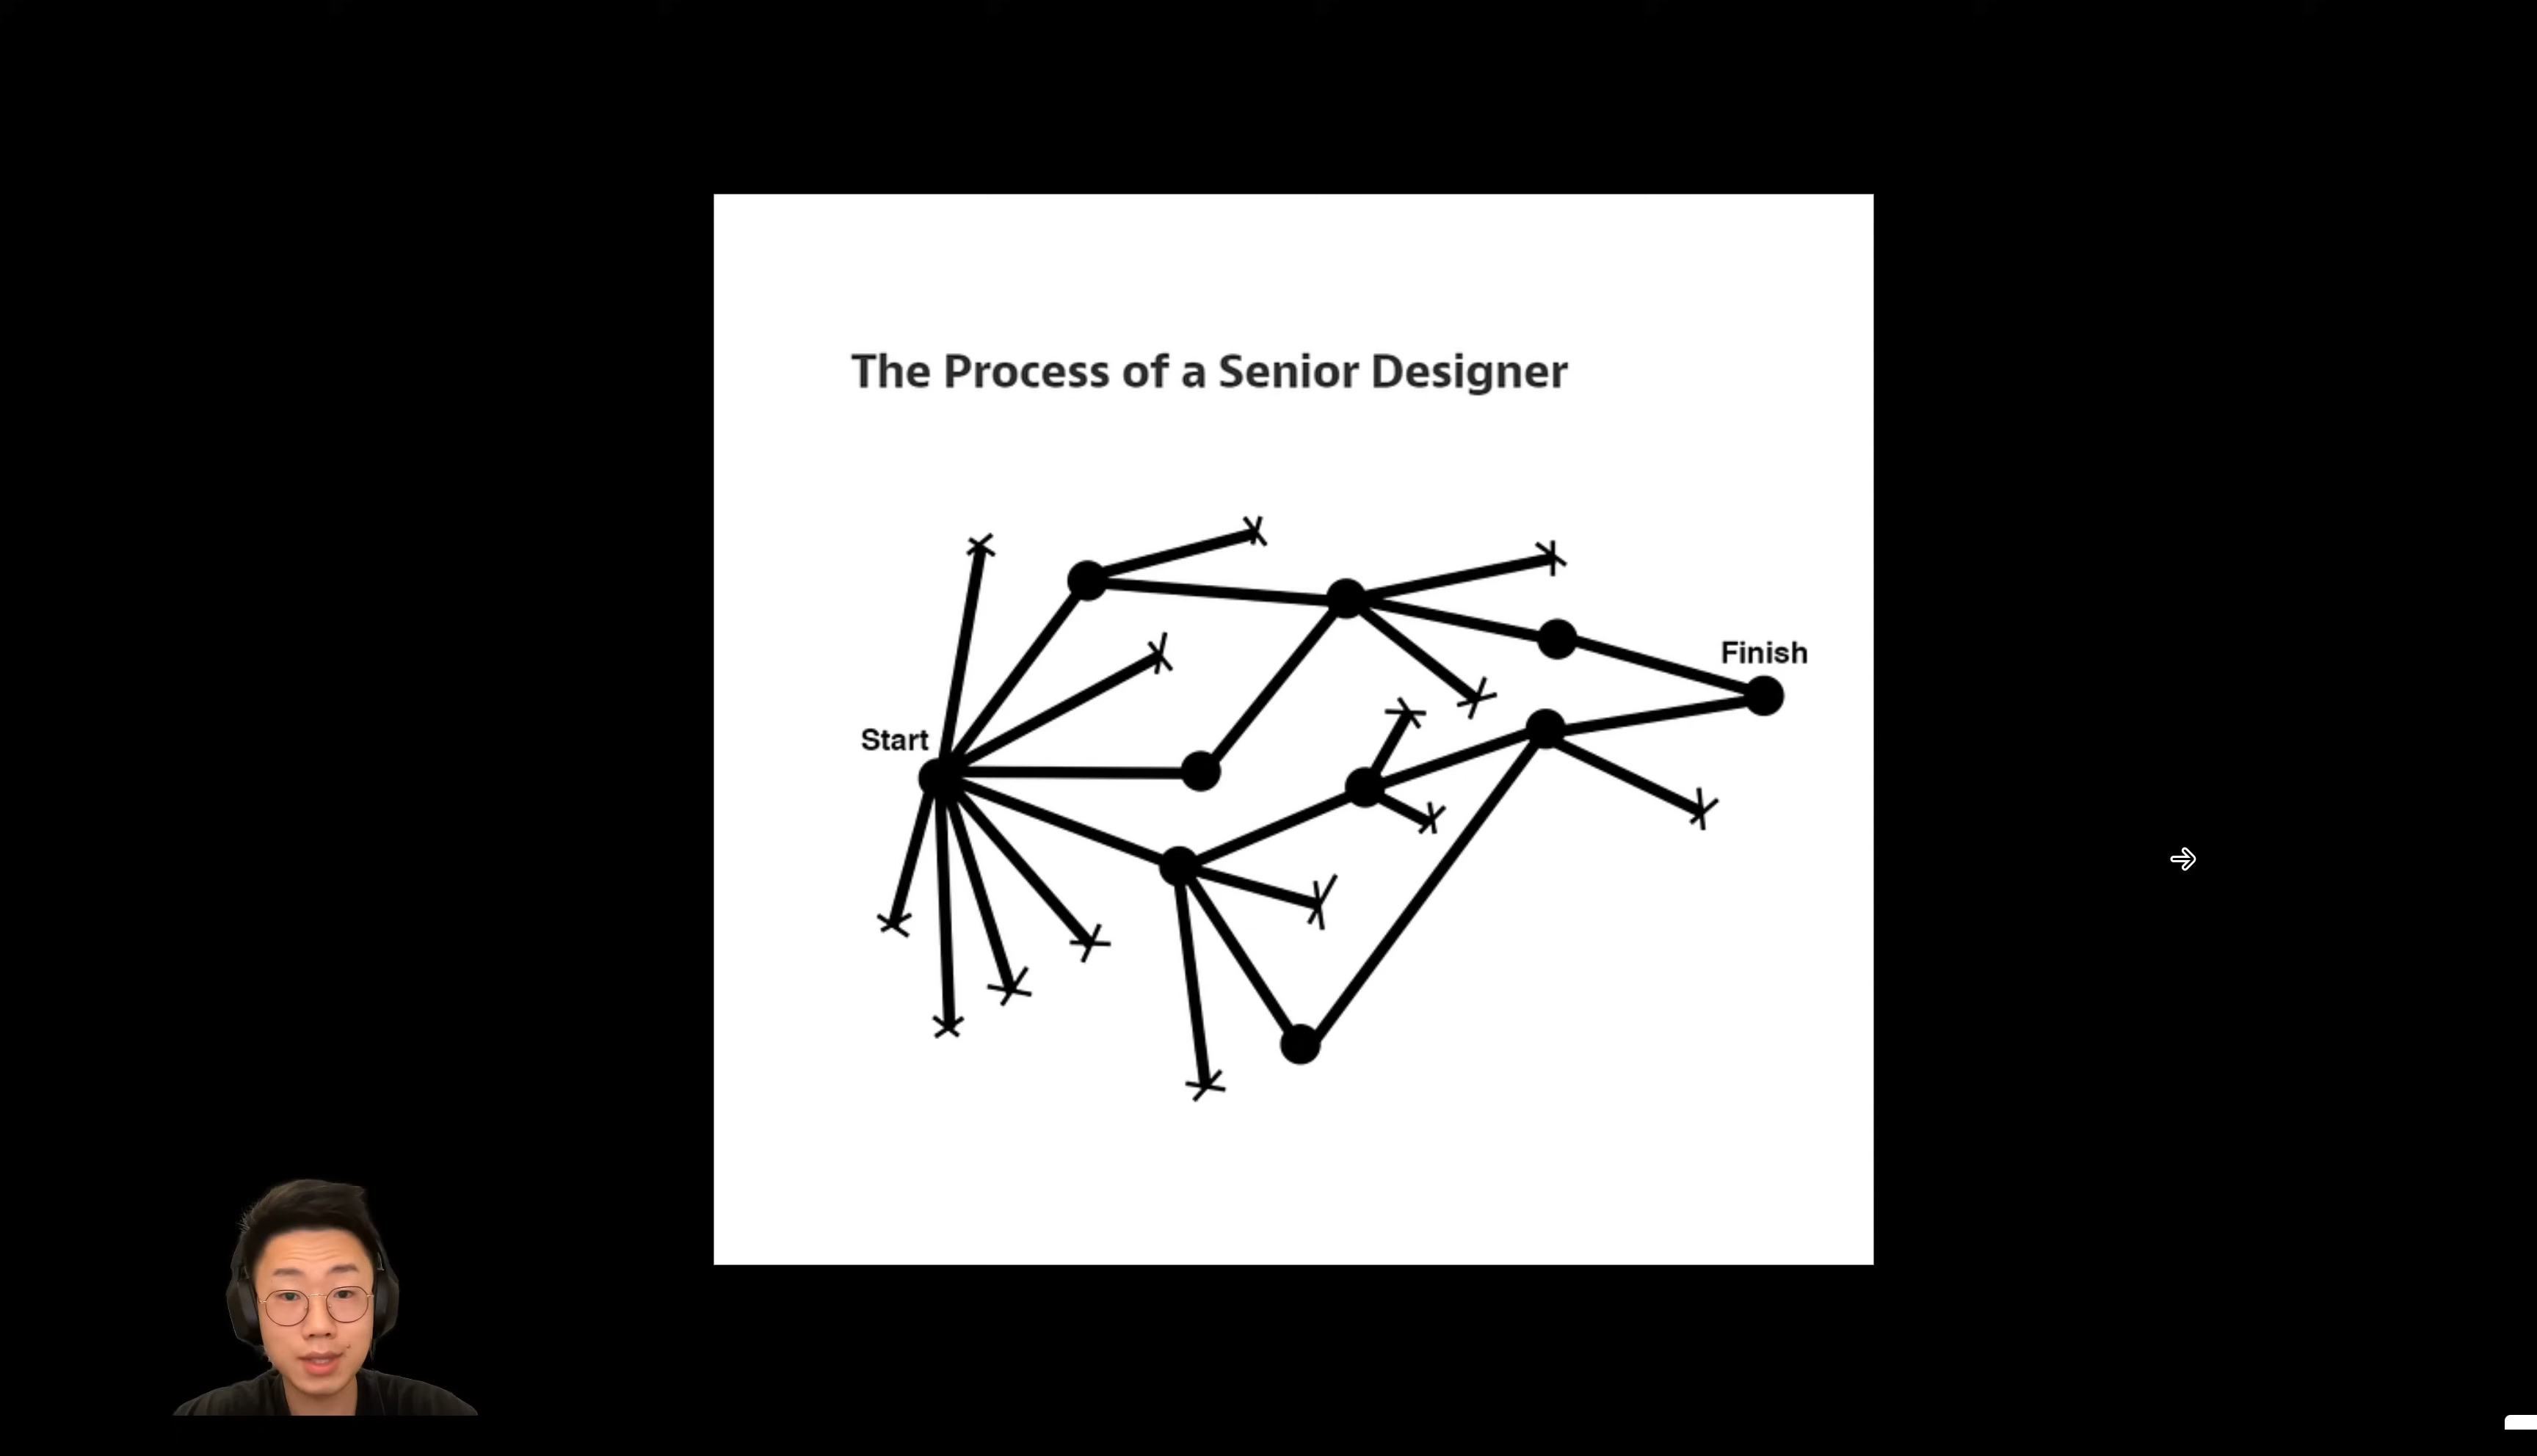 The Process of a Senior Designer
Finish
Start